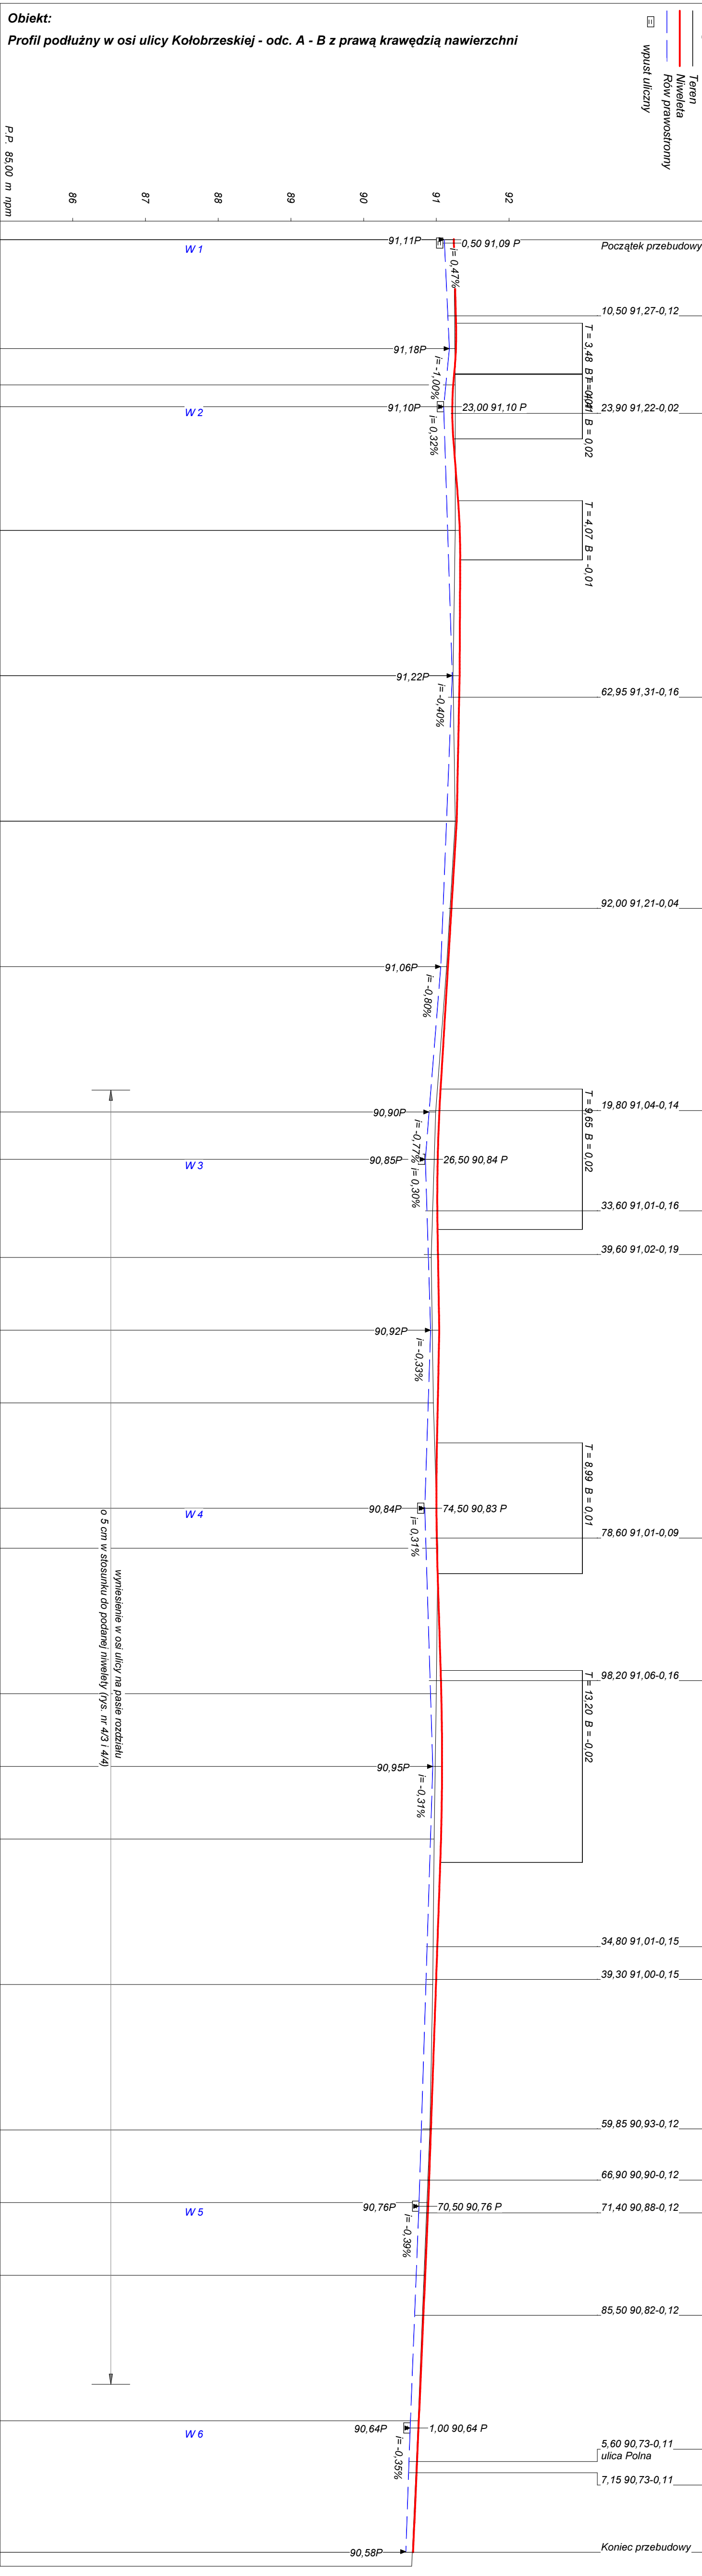 Teren
Niweleta
Rów prawostronny
wpust uliczny
Obiekt:
Profil podłużny w osi ulicy Kołobrzeskiej - odc. A - B z prawą krawędzią nawierzchni
P.P. 85,00 m npm
86
87
88
89
90
91
92
W 1
91,11P
0,50 91,09 P
Początek przebudowy
i= 0,47%
10,50 91,27-0,12
T = 3,48 B
91,18P
i= -1,00%
B = 0,02
W 2
91,10P
23,00 91,10 P
23,90 91,22-0,02
i= 0,32%
T = 4,07 B = -0,01
91,22P
i= -0,40%
62,95 91,31-0,16
92,00 91,21-0,04
91,06P
i= -0,80%
90,90P
19,80 91,04-0,14
T = 9,65 B = 0,02
i= -0,77%
W 3
90,85P
26,50 90,84 P
i= 0,30%
33,60 91,01-0,16
39,60 91,02-0,19
90,92P
i= -0,33%
T = 8,99 B = 0,01
W 4
90,84P
74,50 90,83 P
i= 0,31%
78,60 91,01-0,09
wyniesienie w osi ulicy na pasie rozdziału
o 5 cm w stosunku do podanej niwelety (rys. nr 4/3 i 4/4)
98,20 91,06-0,16
T = 13,20 B = -0,02
90,95P
i= -0,31%
34,80 91,01-0,15
39,30 91,00-0,15
59,85 90,93-0,12
66,90 90,90-0,12
W 5
90,76P
70,50 90,76 P
71,40 90,88-0,12
i= -0,39%
85,50 90,82-0,12
W 6
90,64P
1,00 90,64 P
i= -0,35%
5,60 90,73-0,11
ulica Polna
7,15 90,73-0,11
90,58P
Koniec przebudowy